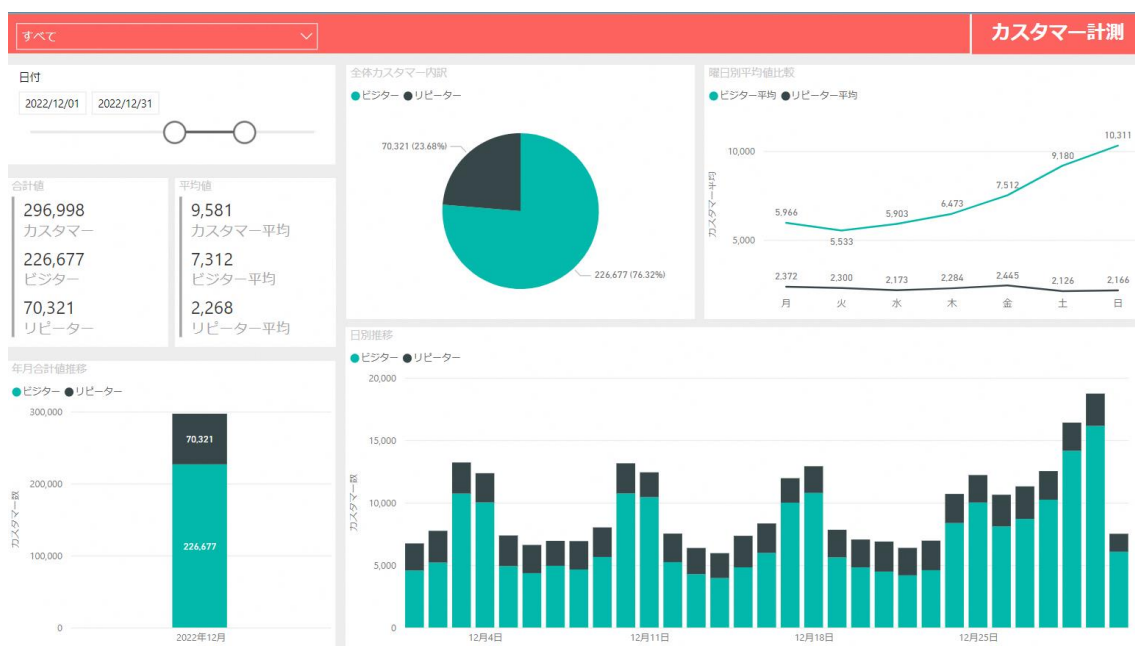 すべて
カスタマー計測
日付
2022/12/01 2022/12/31
合計値
296,998
カスタマー
226,677
ビジター
70,321
リピーター
平均値
9,581
カスタマー平均
7,312
ビジター平均
2,268
リピーター平均
全体カスタマー内訳
ビジター リピーター
70,321 (23.68%)
226,677 (76.32%)
曜日別平均値比較
ビジター平均 リピーター平均
カスタマー平均
10,000
5,000
5,966
5,533
5,903
6,473
7,512
9,180
10,311
2,372
2,300
2,173
2,284
2,445
2,126
2,166
月 火 水 木 金 土 日
年月合計値推移
ビジター リピーター
カスタマー数
300,000
200,000
100,000
0
70,321
226,677
2022年12月
日別推移
ビジター リピーター
カスタマー数
20,000
15,000
10,000
5,000
0
12月4日 12月11日 12月18日 12月25日